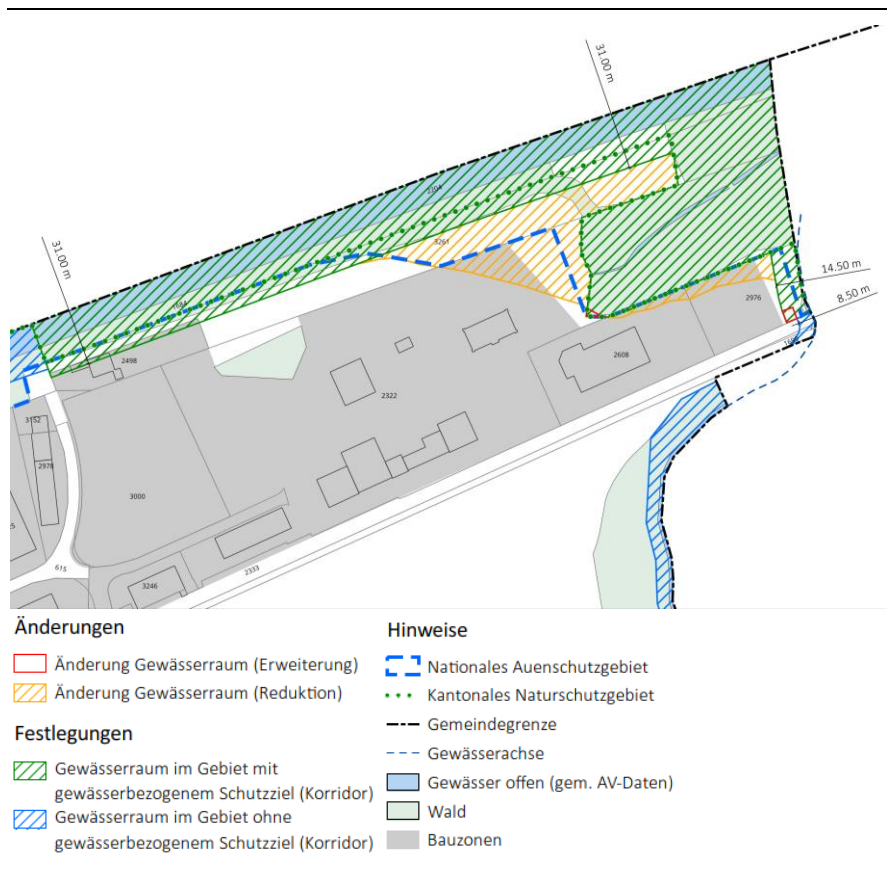 31.00 m
31.00 m
2204
3261
1684
14.50 m
8.50 m
2976
2498
2608
2322
3152
2978
3000
615
2333
3246
Änderungen
Änderung Gewässerraum (Erweiterung)
Änderung Gewässerraum (Reduktion)
Festlegungen
Gewässerraum im Gebiet mit
gewässerbezogenem Schutzziel (Korridor)
Gewässerraum im Gebiet ohne
gewässerbezogenem Schutzziel (Korridor)
Hinweise
Nationales Auenschutzgebiet
Kantonales Naturschutzgebiet
Gemeindegrenze
Gewässerachse
Gewässer offen (gem. AV-Daten)
Wald
Bauzonen